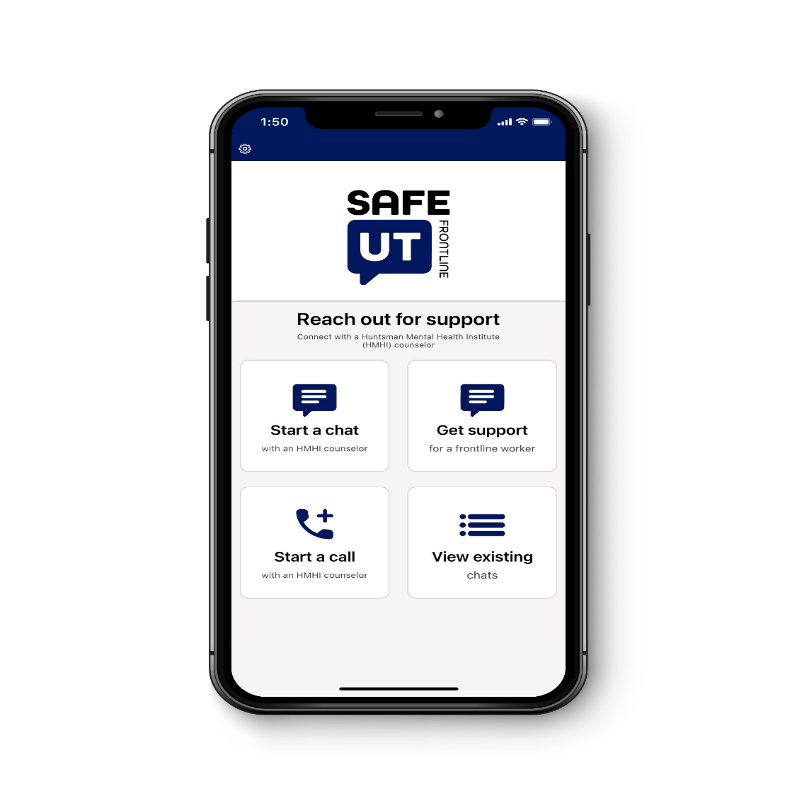 1:50
SAFE
UT
FRONTLINE
Reach out for support
Connect with a Huntsman Mental Health Institute
(HMHI) counselor
Start a chat
with an HMHI counselor
Get support
for a frontline worker
Start a call
with an HMHI counselor
View existing
chats